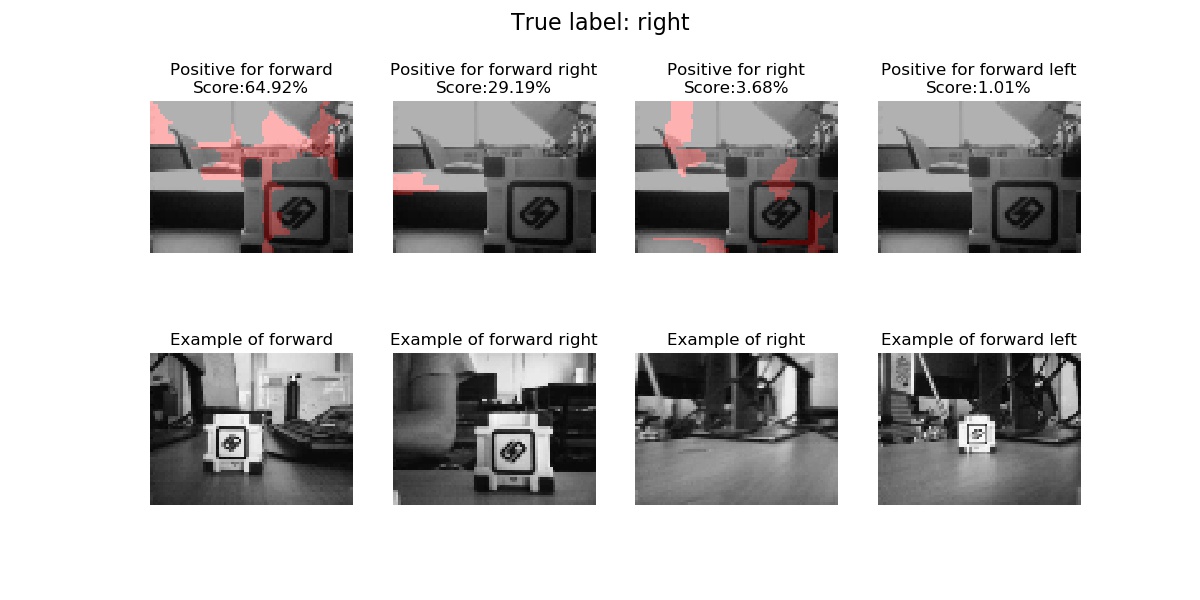 True label: right
Positive for forward
Score:64.92%
Positive for forward right
Score:29.19%
Positive for right
Score:3.68%
Positive for forward left
Score:1.01%
Example of forward
Example of forward right
Example of right
Example of forward left